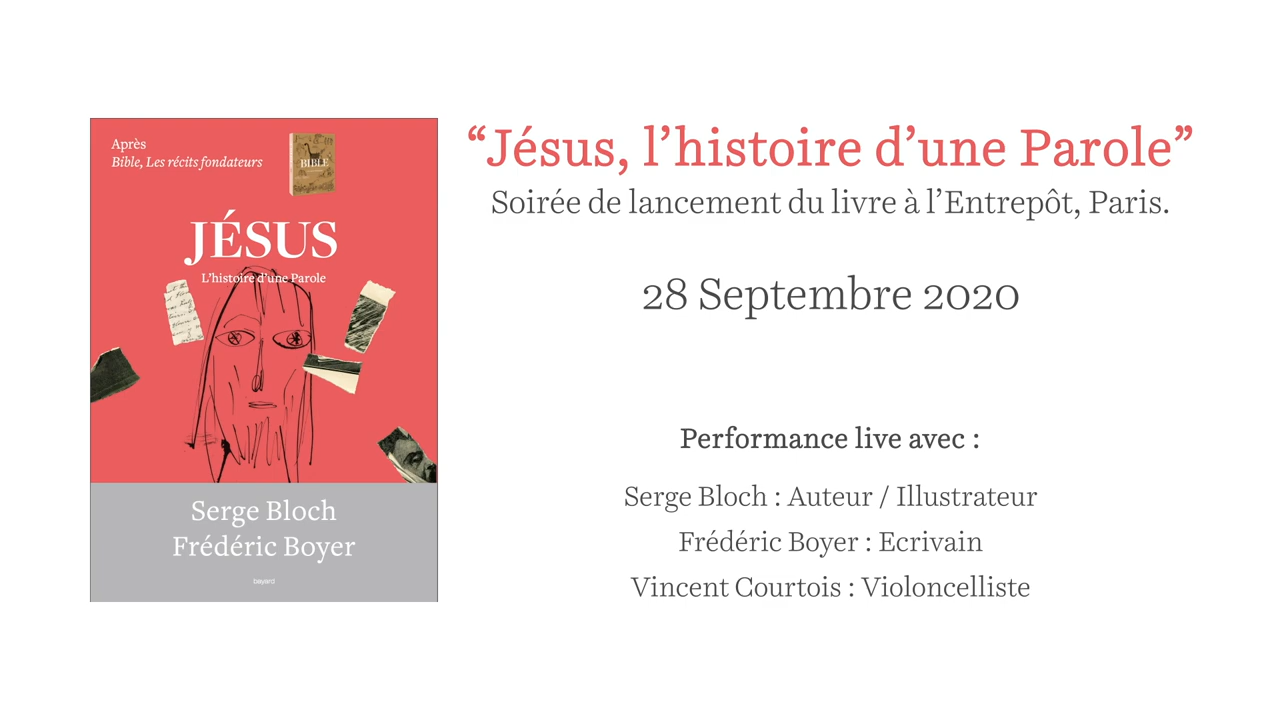 Après
Bible, Les récits fondateurs
BIBLE
JÉSUS
L'histoire d'une Parole
Serge Bloch
Frédéric Boyer
bayard
“Jésus, l’histoire d’une Parole”
Soirée de lancement du livre à l’Entrepôt, Paris.
28 Septembre 2020
Performance live avec :
Serge Bloch : Auteur / Illustrateur
Frédéric Boyer : Ecrivain
Vincent Courtois : Violoncelliste